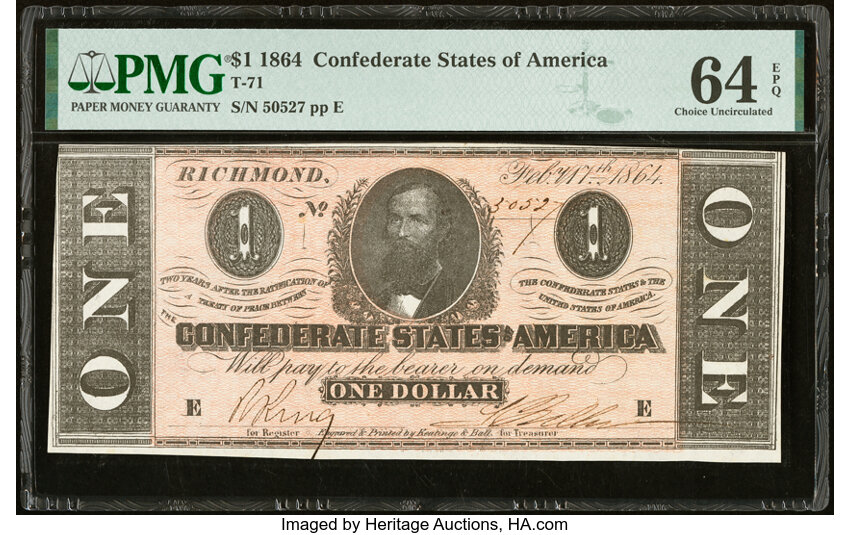 PMG®
PAPER MONEY GUARANTY
$1 1864 Confederate States of America
T-71
S/N 50527 pp E
64 EPQ
Choice Uncirculated
RICHMOND.
Feby. 17th, 1864.
No 50527
1
1
TWO YEARS AFTER THE RATIFICATION OF
A TREATY OF PEACE BETWEEN
THE CONFEDERATE STATES & THE
UNITED STATES OF AMERICA.
THE
CONFEDERATE STATES OF AMERICA
Will pay to the bearer on demand
ONE DOLLAR
E
E
for Register
Engraved & Printed by Keatinge & Ball.
for Treasurer
ONE
ONE
Imaged by Heritage Auctions, HA.com